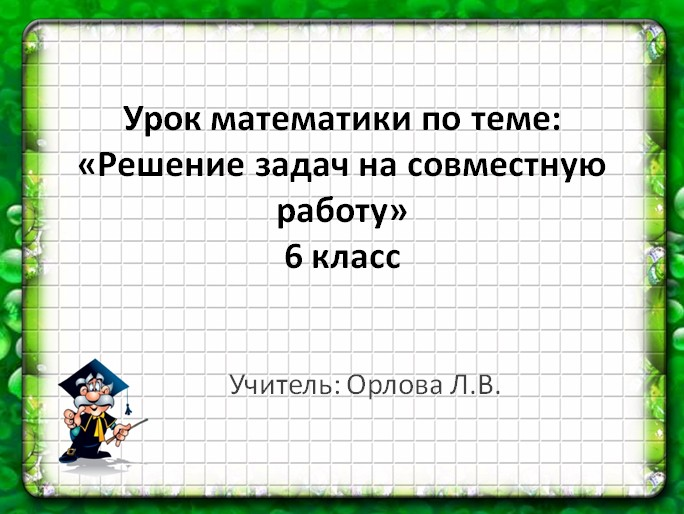 Урок математики по теме:
«Решение задач на совместную
работу»
6 класс
Учитель: Орлова Л.В.